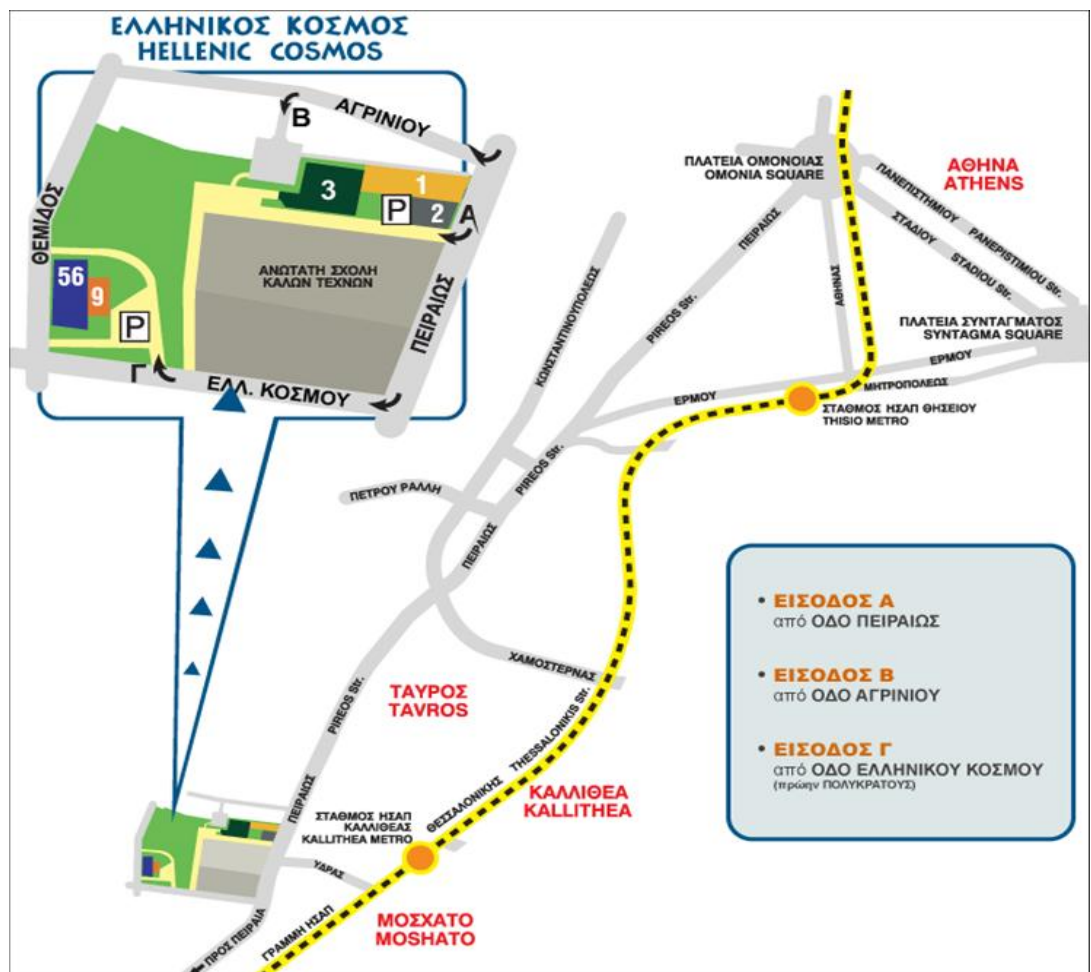 ΕΛΛΗΝΙΚΟΣ ΚΟΣΜΟΣ
HELLENIC COSMOS
B
ΑΓΡΙΝΙΟΥ
ΘΕΜΙΔΟΣ
3
1
P
2
A
ΑΝΩΤΑΤΗ ΣΧΟΛΗ
ΚΑΛΩΝ ΤΕΧΝΩΝ
ΠΕΙΡΑΙΩΣ
56
9
P
Γ
ΕΛΛ. ΚΟΣΜΟΥ
ΠΛΑΤΕΙΑ ΟΜΟΝΟΙΑΣ
OMONIA SQUARE
ΑΘΗΝΑ
ATHENS
ΠΑΝΕΠΙΣΤΗΜΙΟΥ PANEPISTIMIOU Str.
ΣΤΑΔΙΟΥ STADIOU Str.
ΠΕΙΡΑΙΩΣ
PIREOS Str.
ΑΘΗΝΑΣ
ΚΩΝΣΤΑΝΤΙΝΟΥΠΟΛΕΩΣ
ΠΛΑΤΕΙΑ ΣΥΝΤΑΓΜΑΤΟΣ
SYNTAGMA SQUARE
ΕΡΜΟΥ
ΕΡΜΟΥ
ΜΗΤΡΟΠΟΛΕΩΣ
ΣΤΑΘΜΟΣ ΗΣΑΠ ΘΗΣΕΙΟΥ
THISIO METRO
PIREOS Str.
ΠΕΤΡΟΥ ΡΑΛΛΗ
ΠΕΙΡΑΙΩΣ
ΧΑΜΟΣΤΕΡΝΑΣ
ΤΑΥΡΟΣ
TAVROS
PIREOS Str.
ΠΕΙΡΑΙΩΣ
ΘΕΣΣΑΛΟΝΙΚΗΣ THESSALONIKIS Str.
ΚΑΛΛΙΘΕΑ
KALLITHEA
ΣΤΑΘΜΟΣ ΗΣΑΠ
ΚΑΛΛΙΘΕΑΣ
KALLITHEA METRO
ΥΔΡΑΣ
ΜΟΣΧΑΤΟ
MOSHATO
ΓΡΑΜΜΗ ΗΣΑΠ
ΠΡΟΣ ΠΕΙΡΑΙΑ
• ΕΙΣΟΔΟΣ Α
από ΟΔΟ ΠΕΙΡΑΙΩΣ
• ΕΙΣΟΔΟΣ Β
από ΟΔΟ ΑΓΡΙΝΙΟΥ
• ΕΙΣΟΔΟΣ Γ
από ΟΔΟ ΕΛΛΗΝΙΚΟΥ ΚΟΣΜΟΥ
(πρώην ΠΟΛΥΚΡΑΤΟΥΣ)